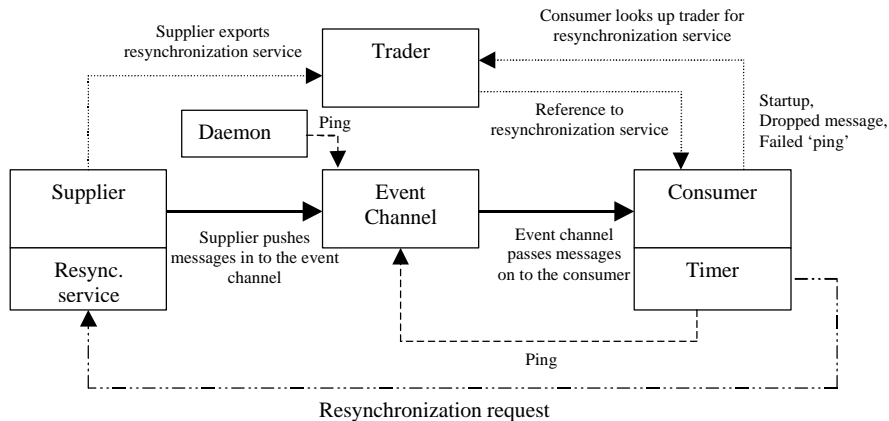 Supplier exports
resynchronization service
Trader
Consumer looks up trader for
resynchronization service
Reference to
resynchronization service
Startup,
Dropped message,
Failed ‘ping’
Daemon
Ping
Supplier
Resync.
service
Supplier pushes
messages in to the event
channel
Event
Channel
Event channel
passes messages
on to the consumer
Consumer
Timer
Ping
Resynchronization request